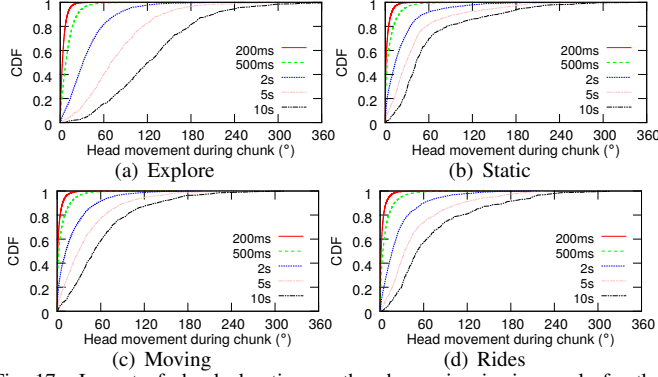 1
0.8
0.6
0.4
0.2
0
CDF
200ms
500ms
2s
5s
10s
0 60 120 180 240 300 360
Head movement during chunk (°)
(a) Explore
1
0.8
0.6
0.4
0.2
0
CDF
200ms
500ms
2s
5s
10s
0 60 120 180 240 300 360
Head movement during chunk (°)
(b) Static
1
0.8
0.6
0.4
0.2
0
CDF
200ms
500ms
2s
5s
10s
0 60 120 180 240 300 360
Head movement during chunk (°)
(c) Moving
1
0.8
0.6
0.4
0.2
0
CDF
200ms
500ms
2s
5s
10s
0 60 120 180 240 300 360
Head movement during chunk (°)
(d) Rides